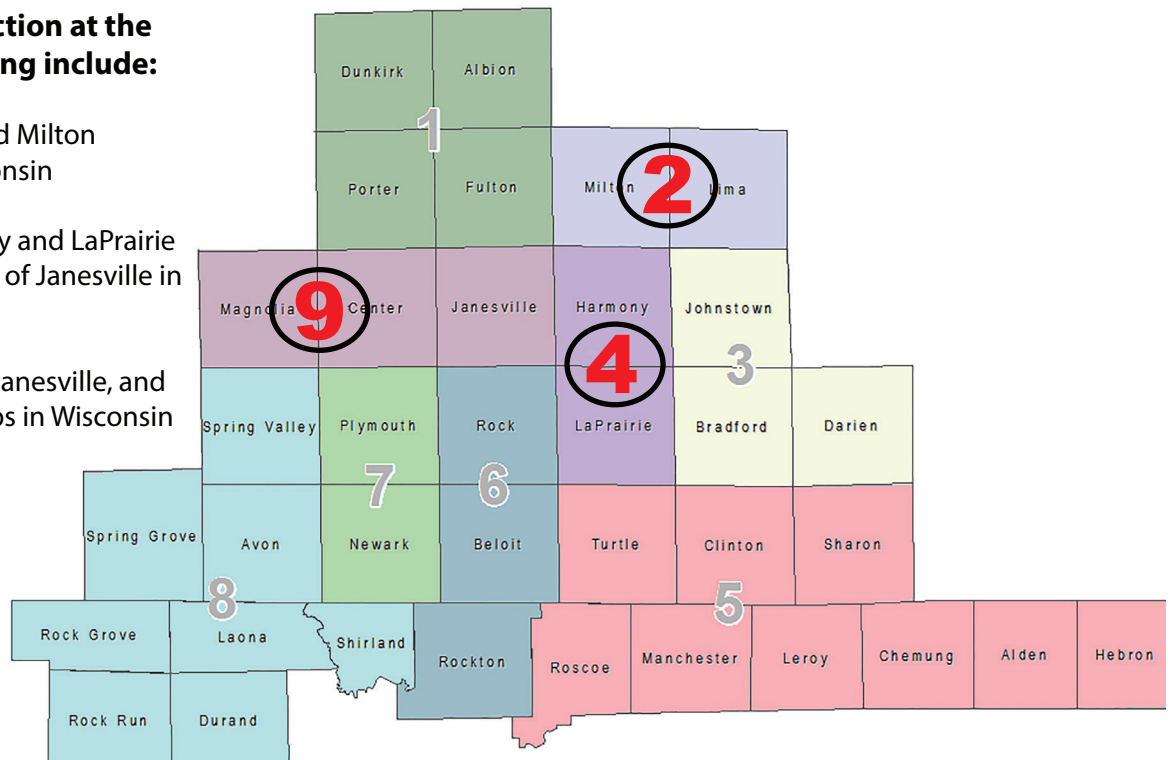 ction at the
ng include:
d Milton
onsin
y and LaPrairie
of Janesville in
anesville, and
os in Wisconsin
Dunkirk Albion
1
Porter Fulton Milton 2 Lima
Magnolia 9 Center Janesville Harmony Johnstown
4 3
Spring Valley Plymouth Rock LaPrairie Bradford Darien
7 6
Spring Grove Avon Newark Beloit Turtle Clinton Sharon
8 5
Rock Grove Laona Shirland Rockton Roscoe Manchester Leroy Chemung Alden Hebron
Rock Run Durand